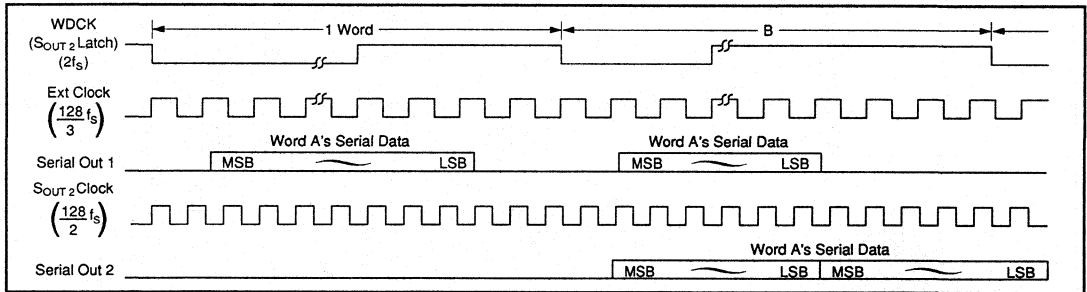 WDCK
(SOUT 2 Latch)
(2fS)
1 Word
B
Ext Clock
(128/3 fS)
Word A's Serial Data
Word A's Serial Data
Serial Out 1
MSB
LSB
MSB
LSB
SOUT 2 Clock
(128/2 fS)
Word A's Serial Data
Serial Out 2
MSB
LSB
MSB
LSB